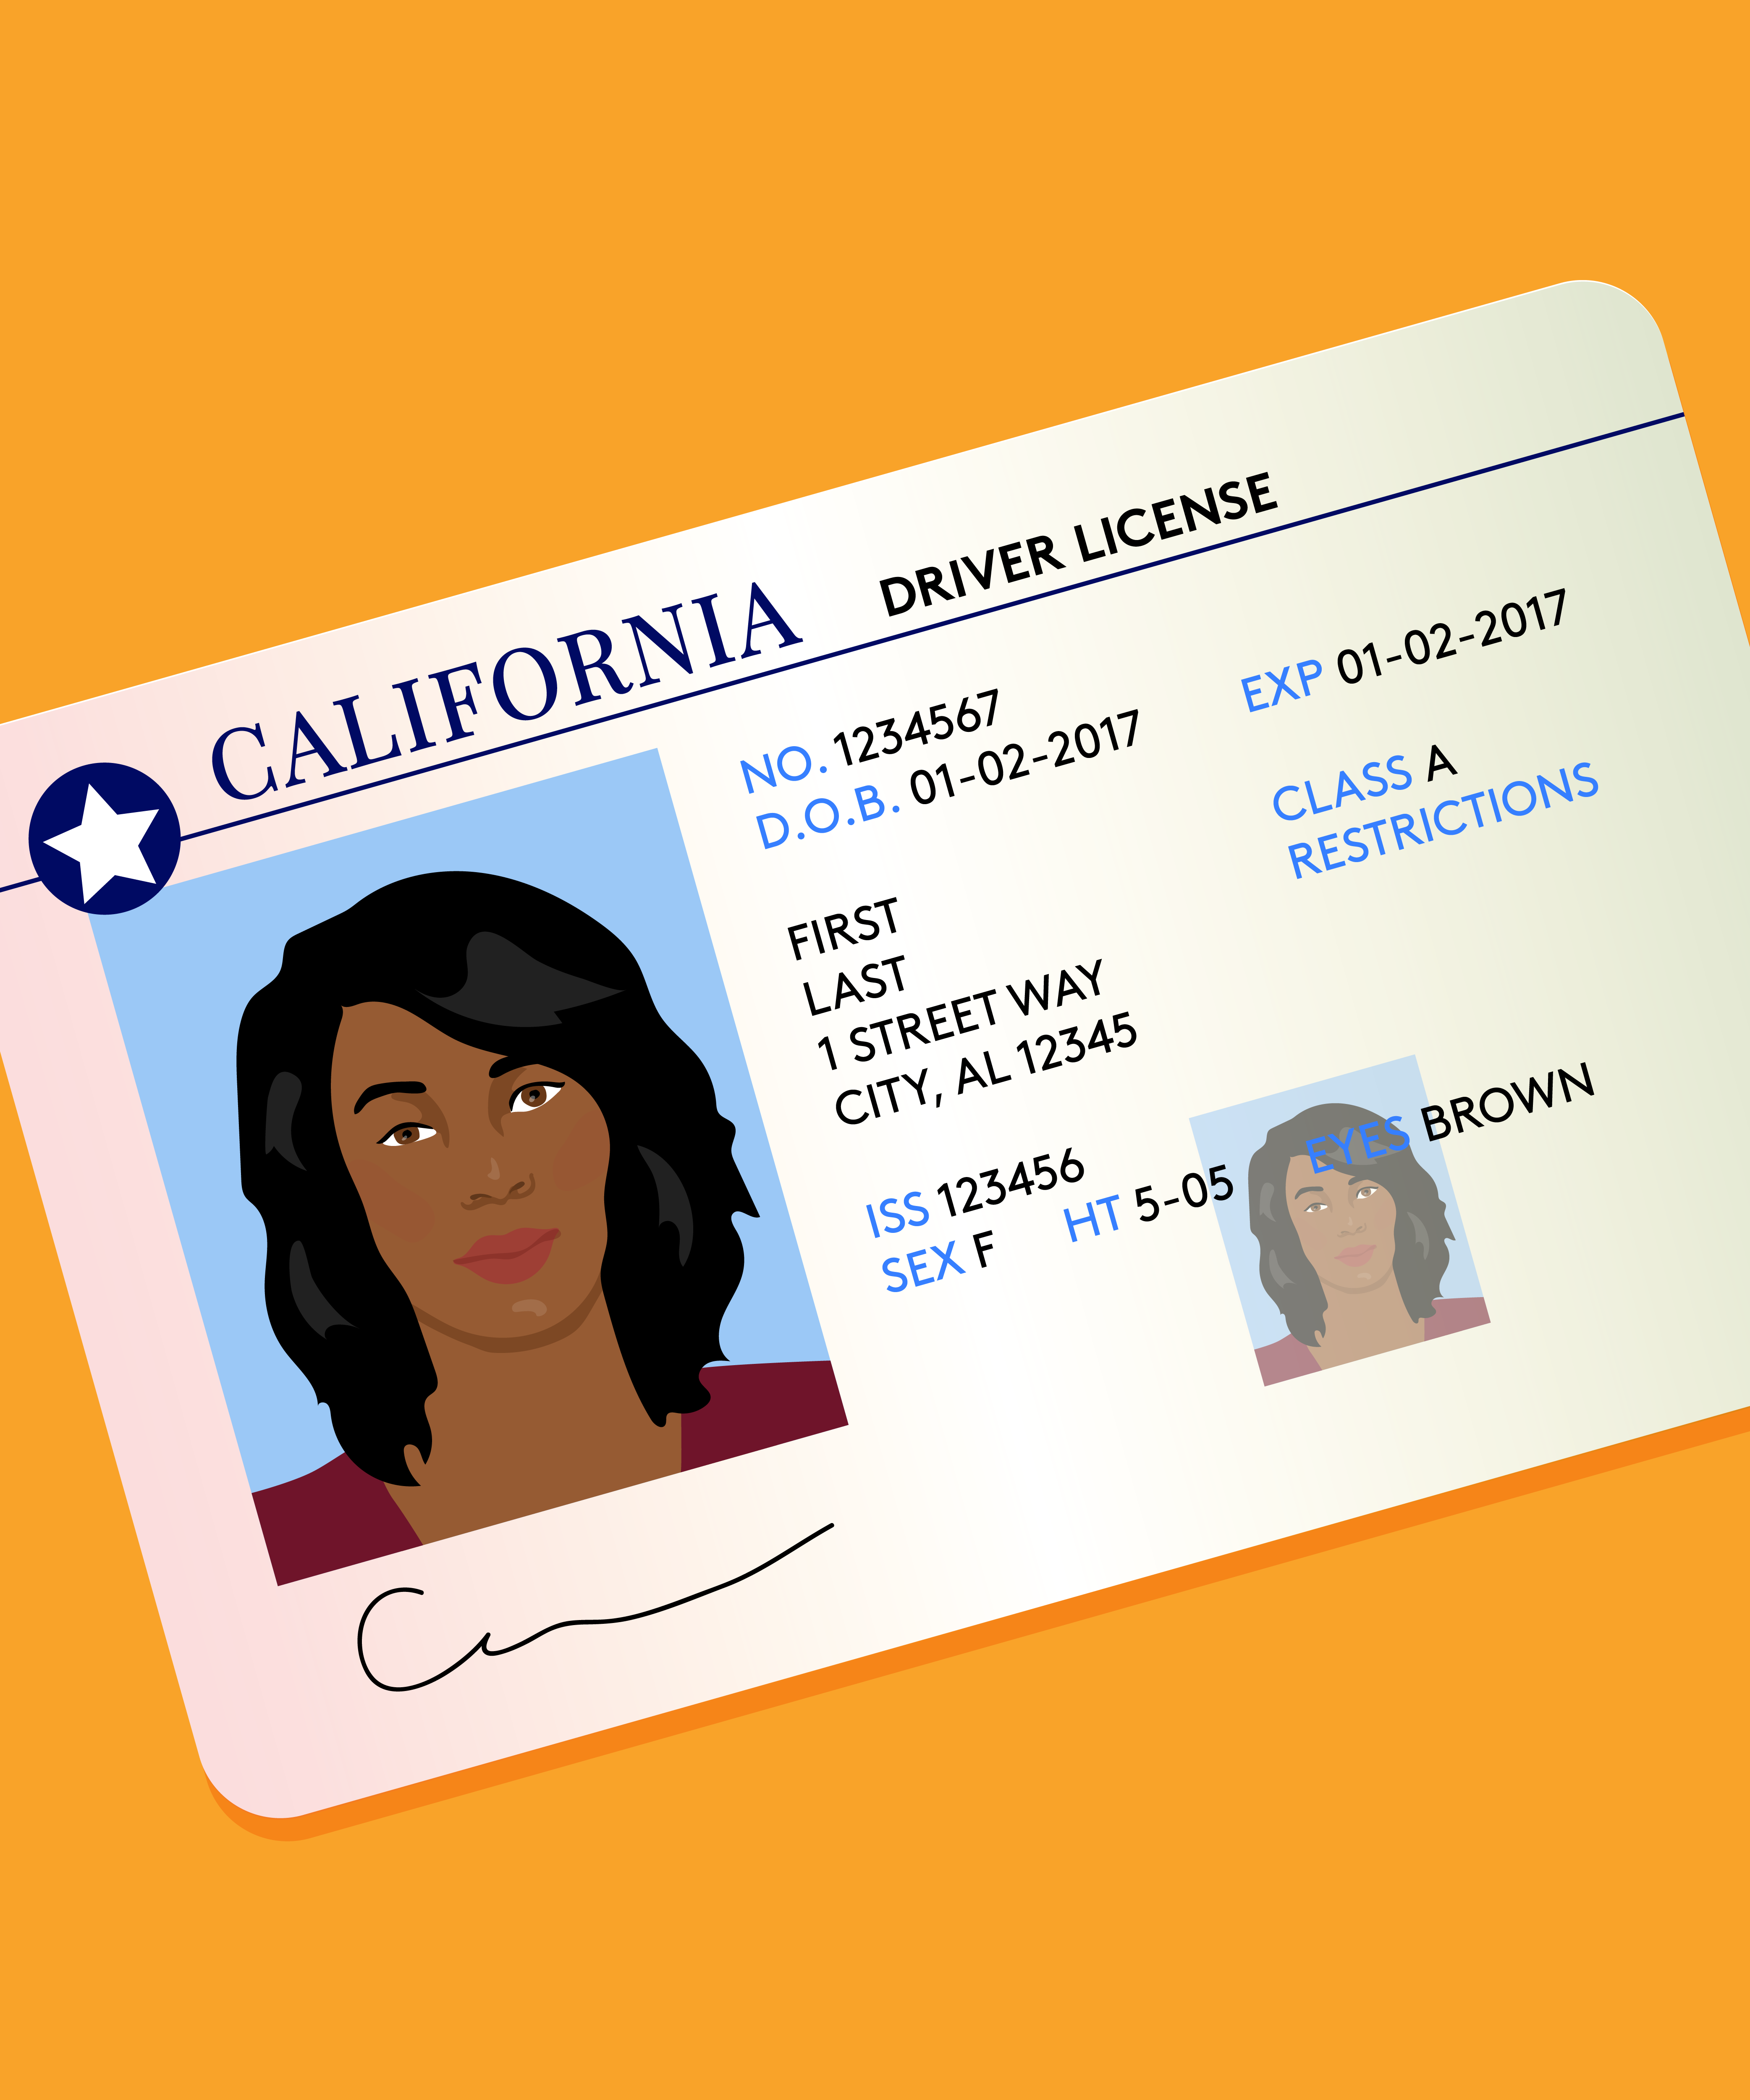 CALIFORNIA DRIVER LICENSE
NO. 1234567
EXP 01-02-2017
D.O.B. 01-02-2017
CLASS A
RESTRICTIONS
FIRST
LAST
1 STREET WAY
CITY, AL 12345
ISS 123456
EYES BROWN
SEX F HT 5-05